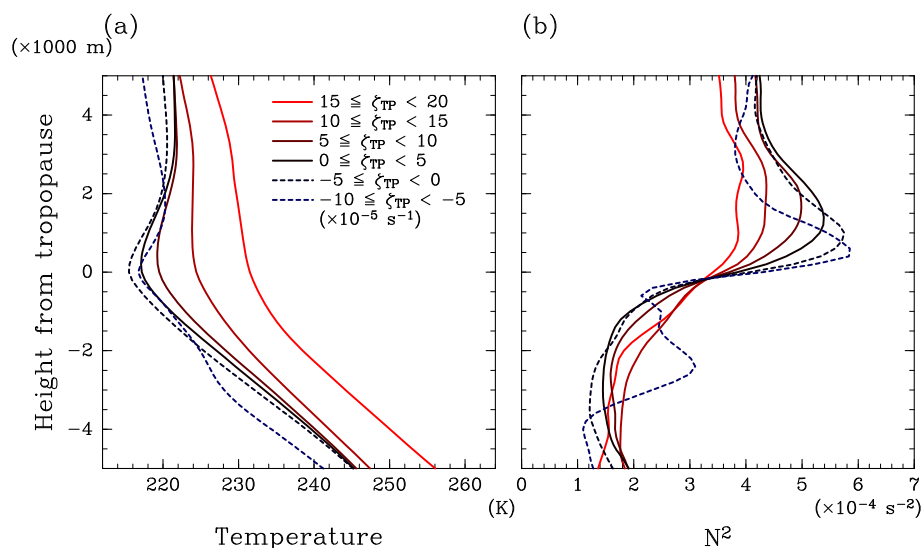 (a)
(b)
(×1000 m)
15 ≦ ζTP < 20
10 ≦ ζTP < 15
5 ≦ ζTP < 10
0 ≦ ζTP < 5
−5 ≦ ζTP < 0
−10 ≦ ζTP < −5
(×10⁻⁵ s⁻¹)
4
2
0
−2
−4
Height from tropopause
220 230 240 250 260
(K)
Temperature
0 1 2 3 4 5 6 7
(×10⁻⁴ s⁻²)
N²